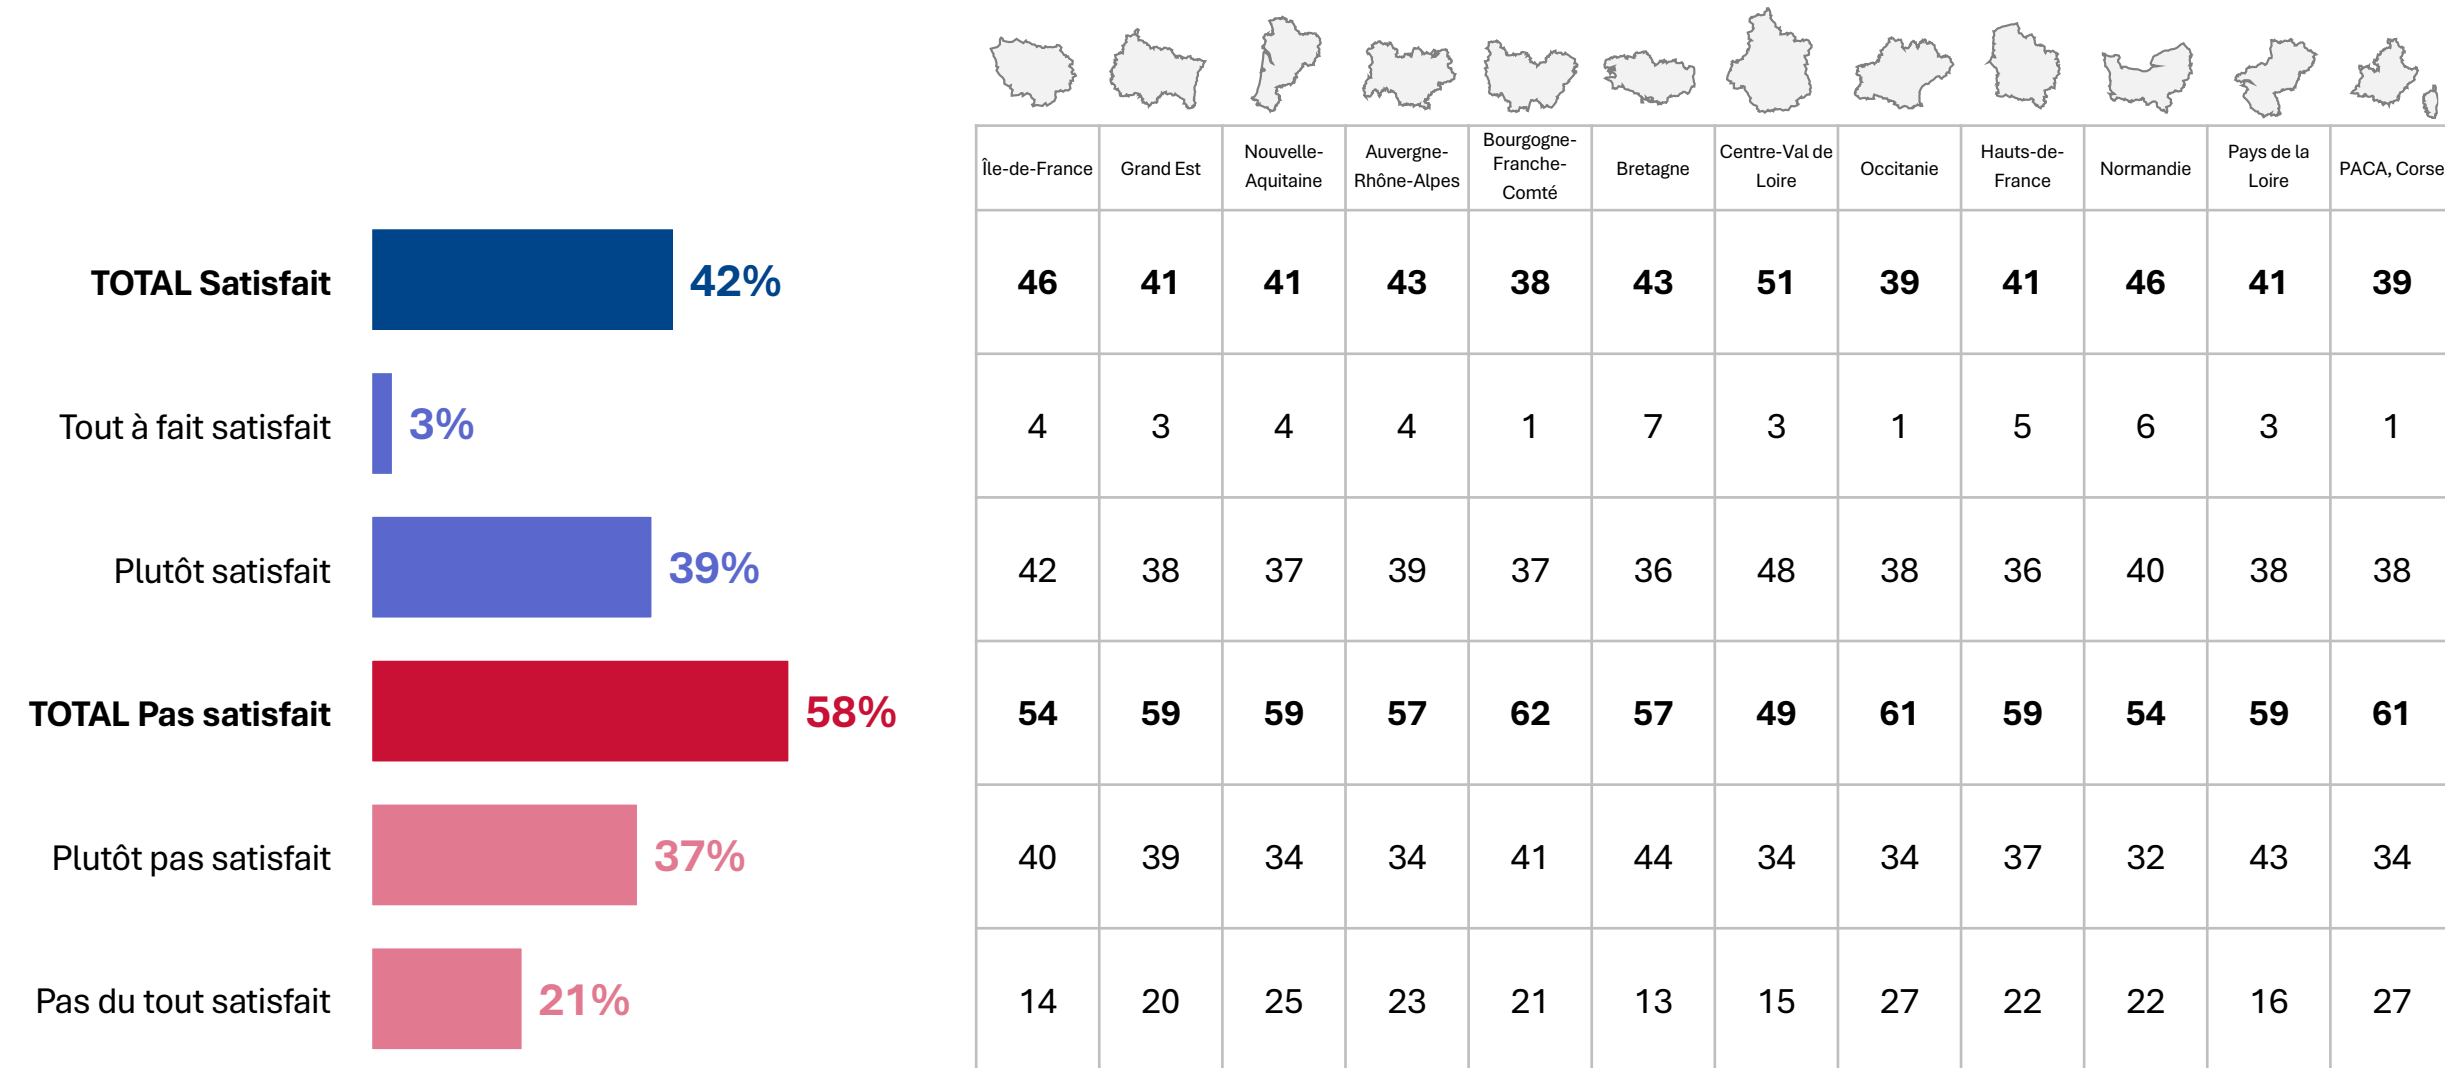 Île-de-France
Grand Est
Nouvelle-
Aquitaine
Auvergne-
Rhône-Alpes
Bourgogne-
Franche-
Comté
Bretagne
Centre-Val de
Loire
Occitanie
Hauts-de-
France
Normandie
Pays de la
Loire
PACA, Corse
TOTAL Satisfait 42% 46 41 41 43 38 43 51 39 41 46 41 39
Tout à fait satisfait 3% 4 3 4 4 1 7 3 1 5 6 3 1
Plutôt satisfait 39% 42 38 37 39 37 36 48 38 36 40 38 38
TOTAL Pas satisfait 58% 54 59 59 57 62 57 49 61 59 54 59 61
Plutôt pas satisfait 37% 40 39 34 34 41 44 34 34 37 32 43 34
Pas du tout satisfait 21% 14 20 25 23 21 13 15 27 22 22 16 27